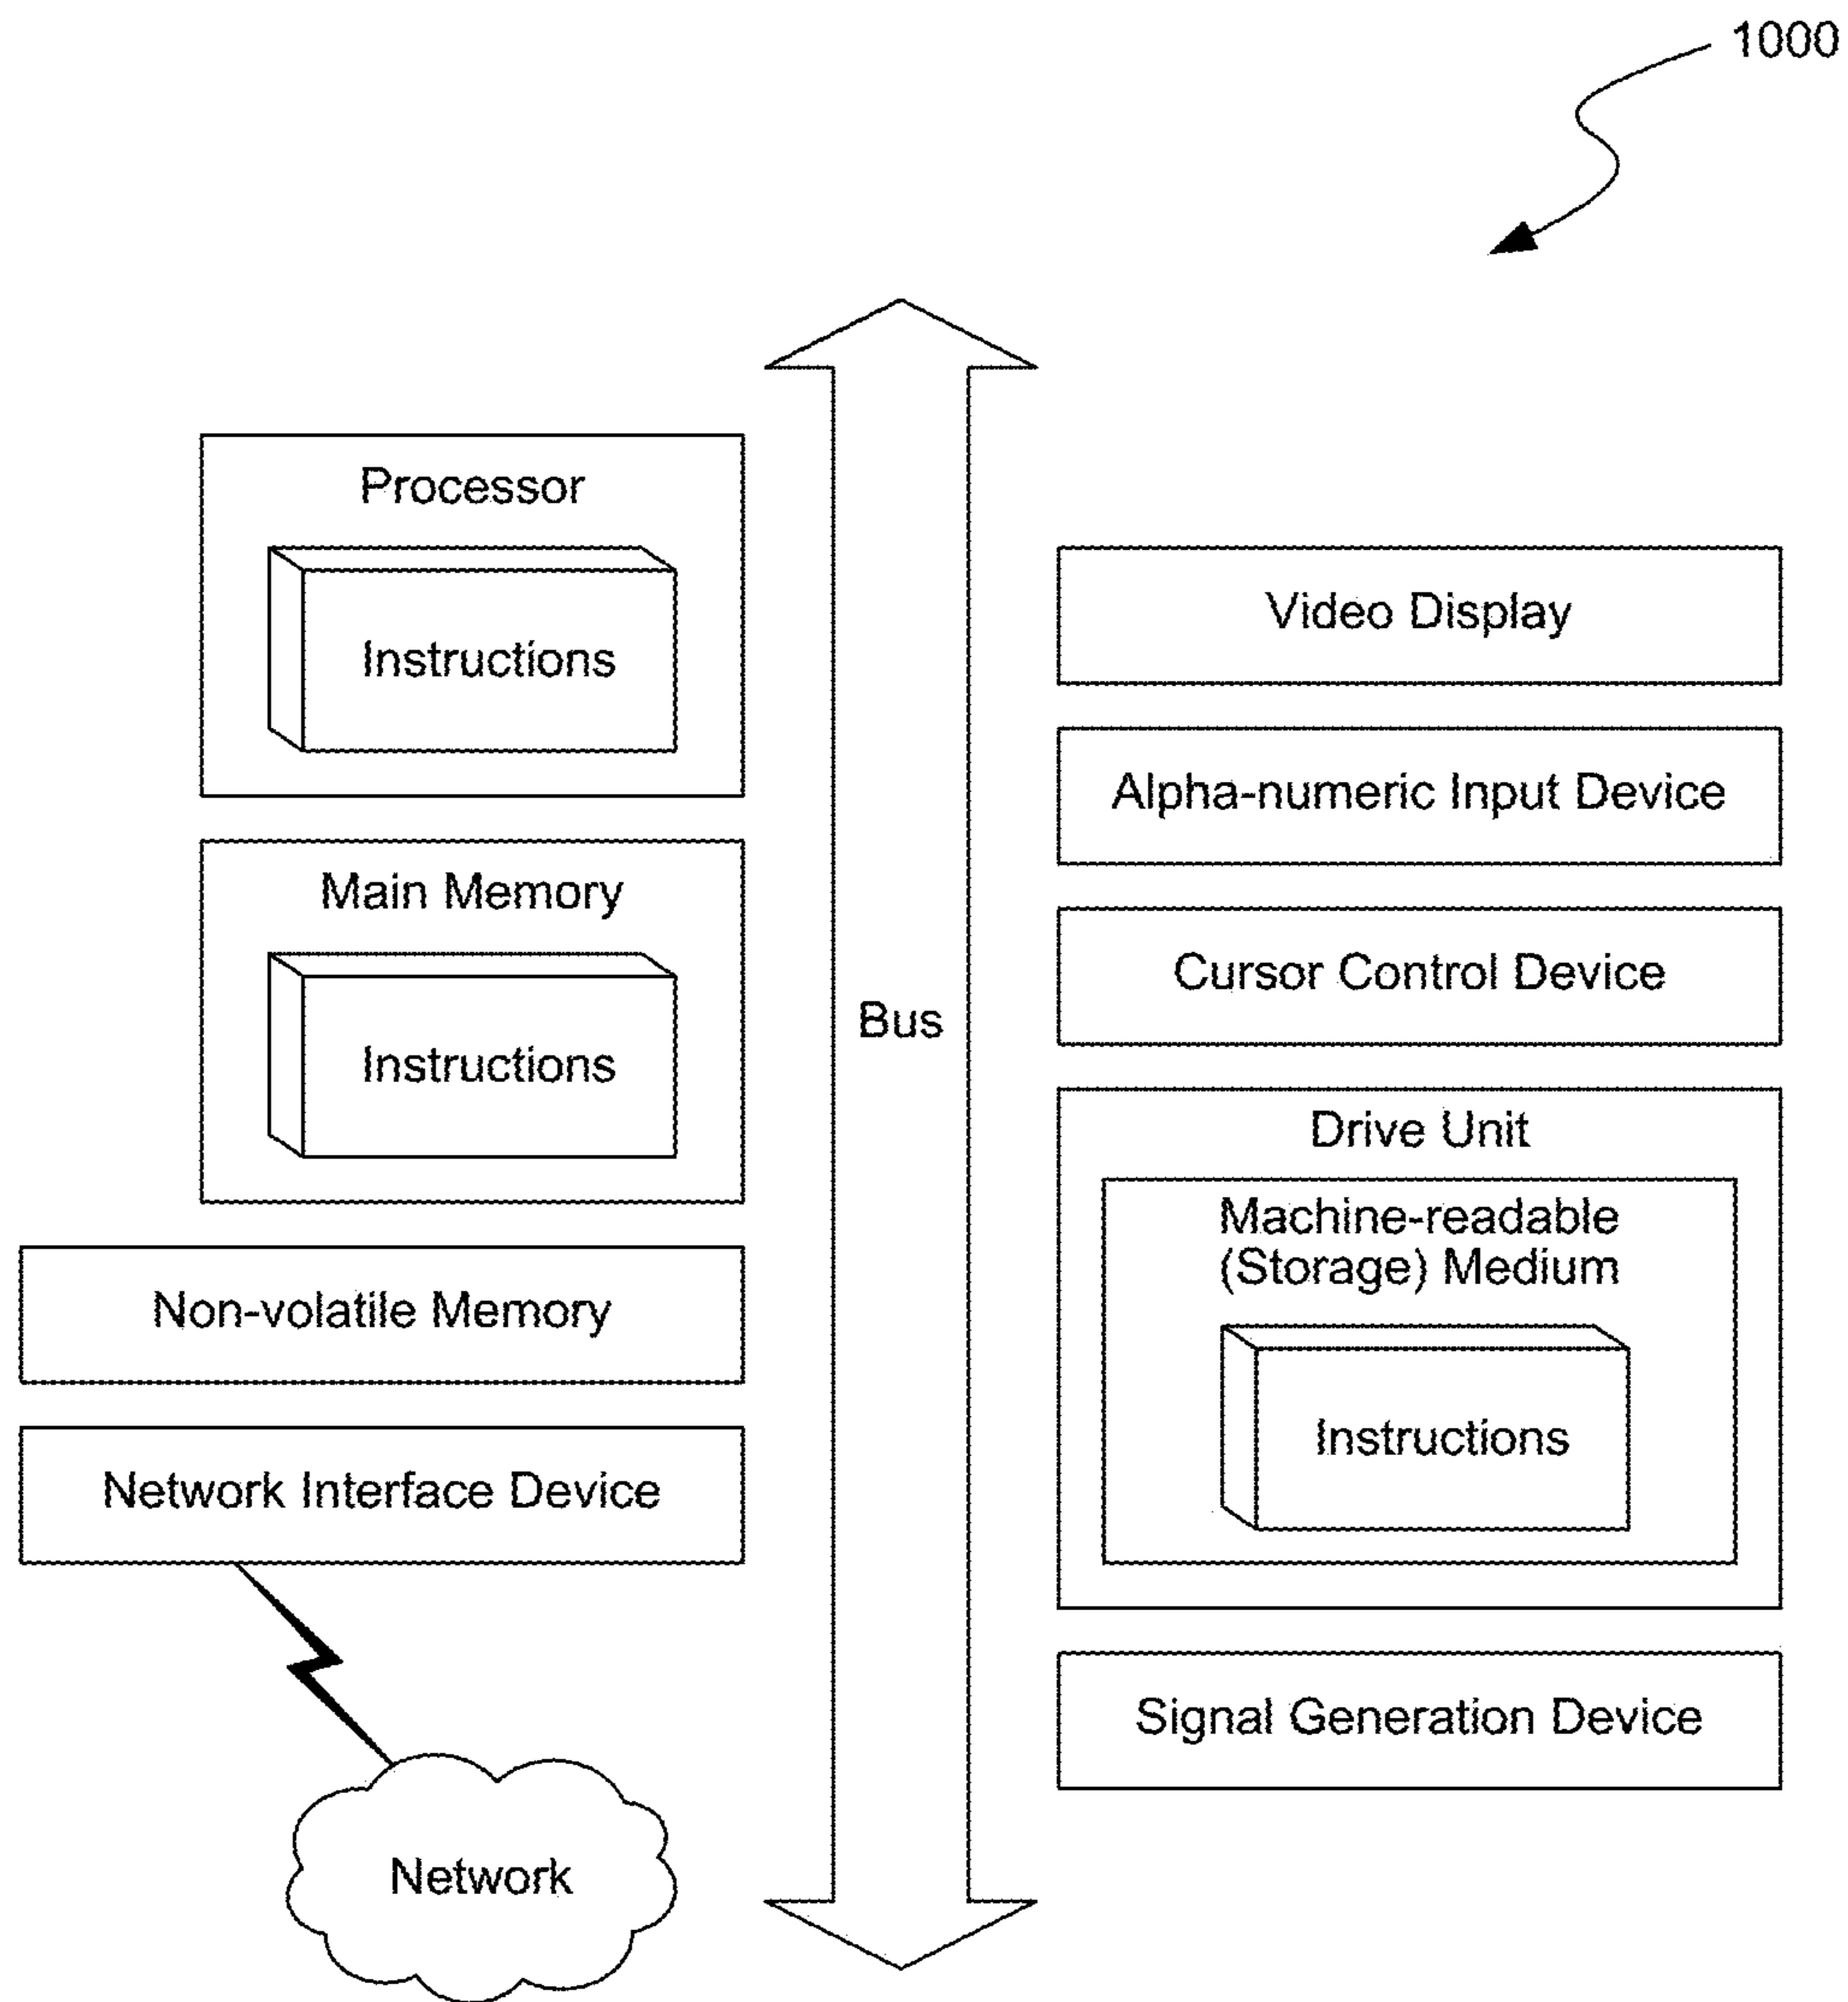 1000
Processor
Instructions
Main Memory
Instructions
Non-volatile Memory
Network Interface Device
Network
Bus
Video Display
Alpha-numeric Input Device
Cursor Control Device
Drive Unit
Machine-readable
(Storage) Medium
Instructions
Signal Generation Device